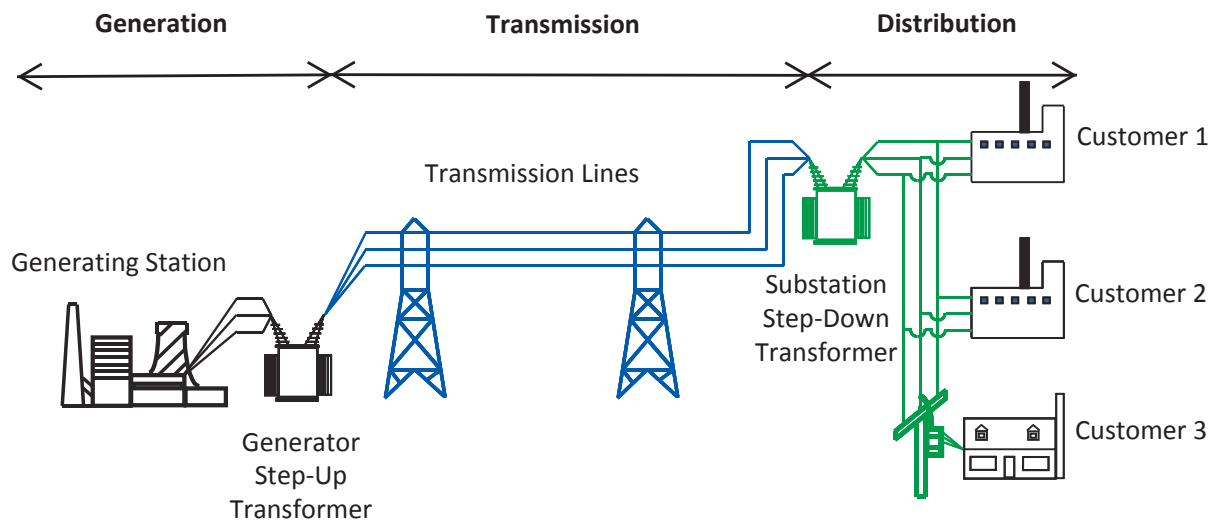 Generation
Transmission
Distribution
Customer 1
Transmission Lines
Generating Station
Substation
Step-Down
Transformer
Customer 2
Generator
Step-Up
Transformer
Customer 3